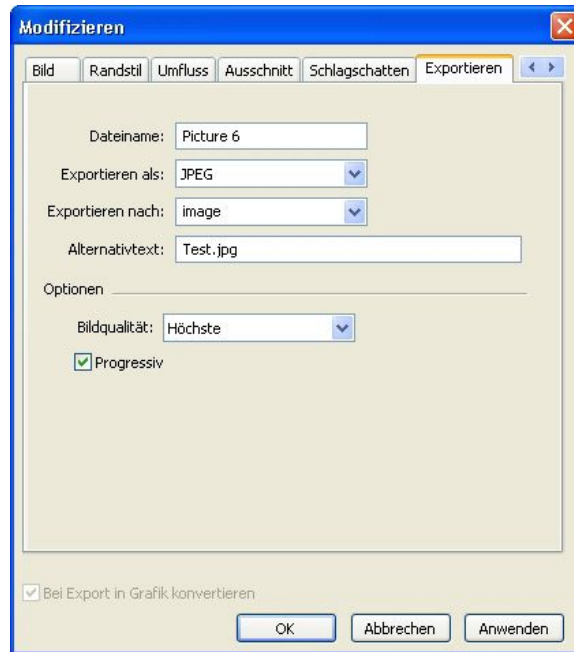 Modifizieren
Bild Randstil Umfluss Ausschnitt Schlagschatten Exportieren
Dateiname: Picture 6
Exportieren als: JPEG
Exportieren nach: image
Alternativtext: Test.jpg
Optionen
Bildqualität: Höchste
Progressiv
Bei Export in Grafik konvertieren
OK Abbrechen Anwenden